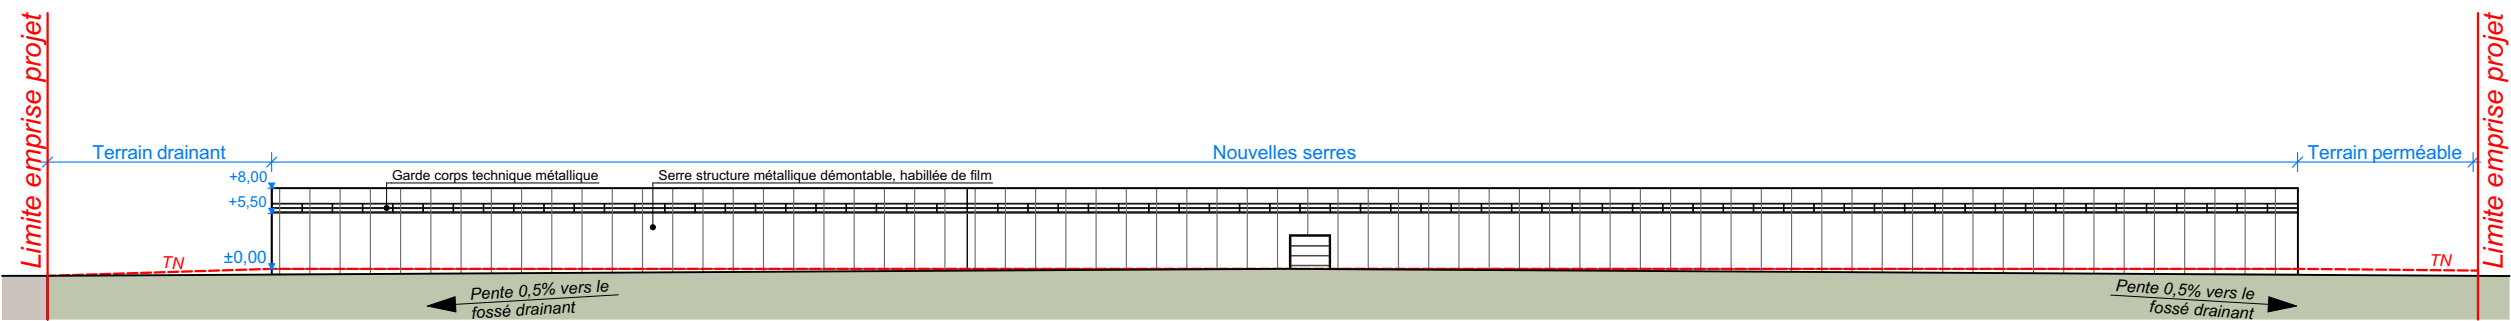 Limite emprise projet
Terrain drainant
Nouvelles serres
Terrain perméable
Limite emprise projet
+8,00
Garde corps technique métallique
Serre structure métallique démontable, habillée de film
+5,50
TN
±0,00
TN
Pente 0,5% vers le
fossé drainant
Pente 0,5% vers le
fossé drainant